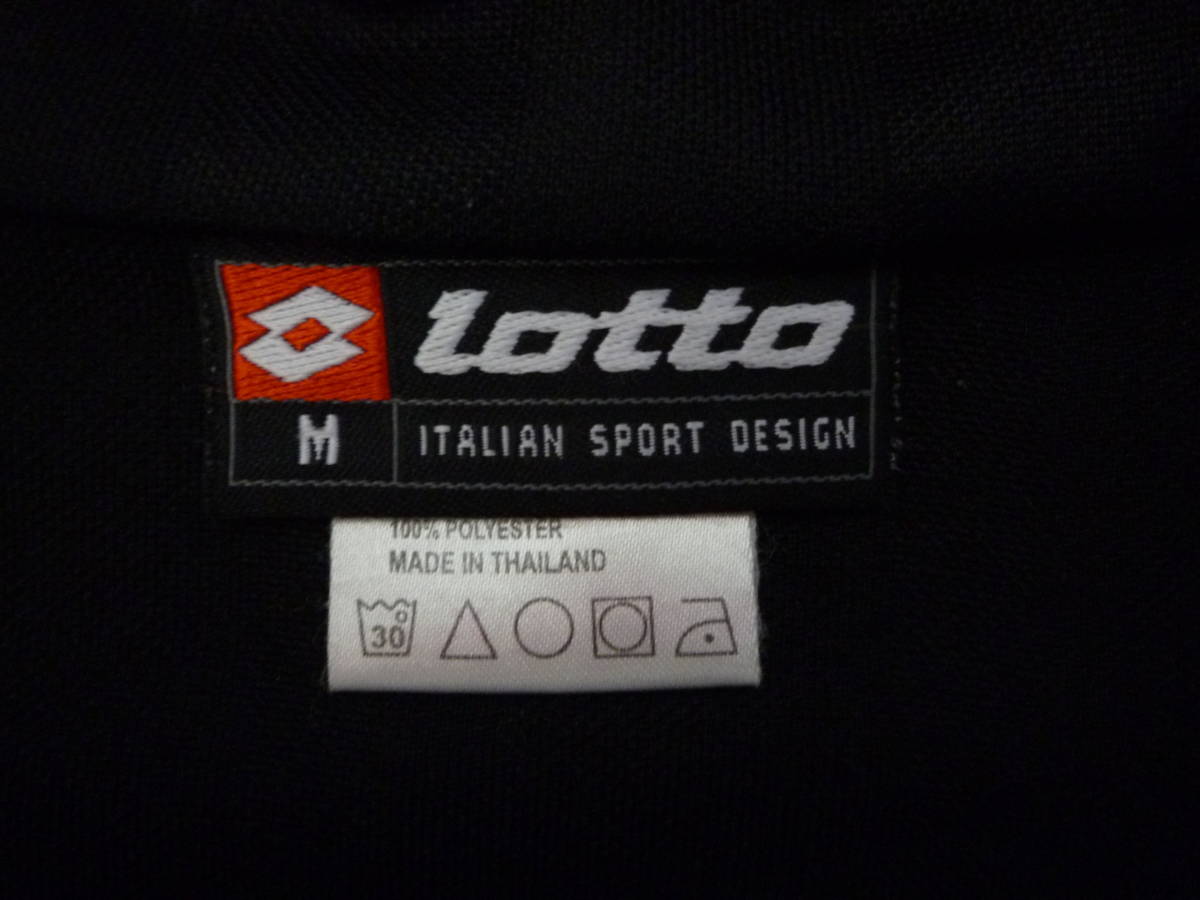 lotto
M
ITALIAN SPORT DESIGN
100% POLYESTER
MADE IN THAILAND
30°